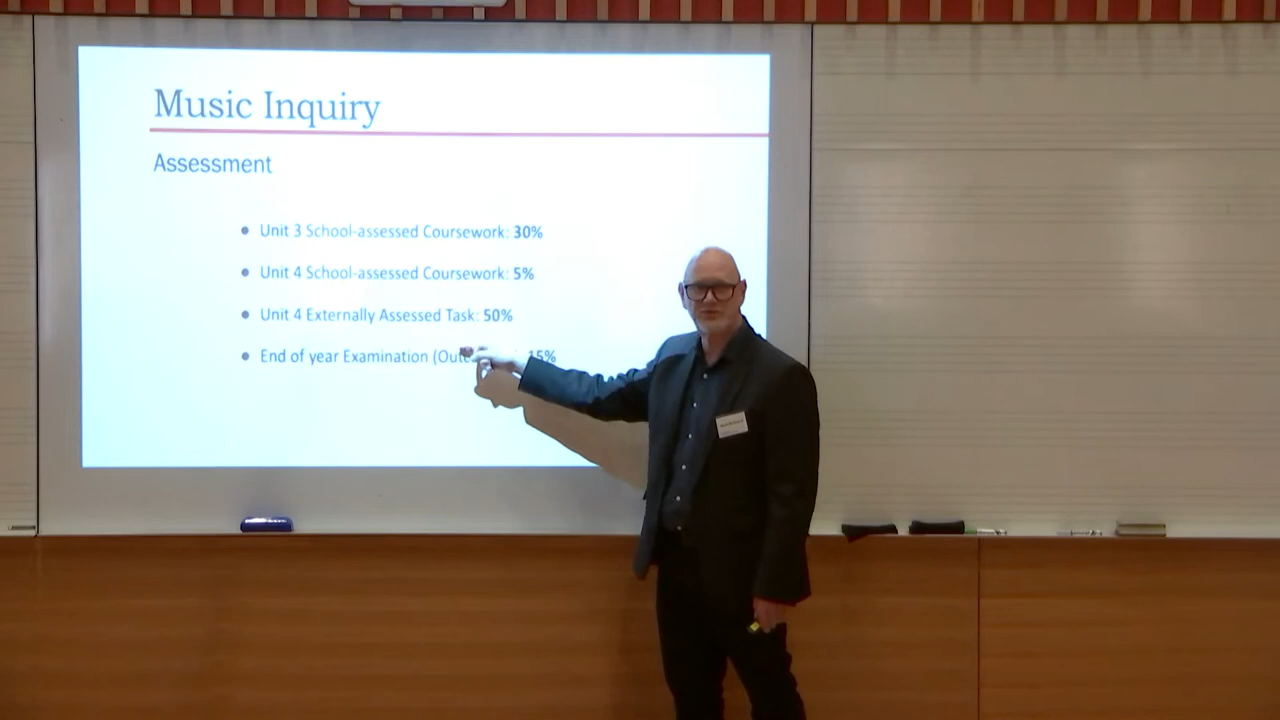 Music Inquiry
Assessment
● Unit 3 School-assessed Coursework: 30%
● Unit 4 School-assessed Coursework: 5%
● Unit 4 Externally Assessed Task: 50%
● End of year Examination 15%